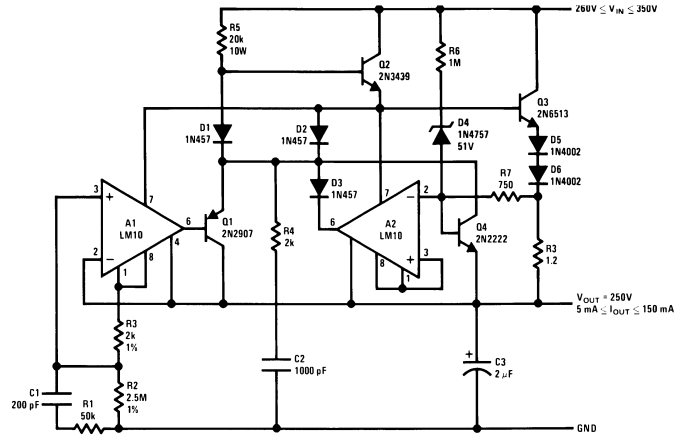 260V ≤ VIN ≤ 350V
R5
20k
10W
R6
1M
Q2
2N3439
Q3
2N6513
D1
1N457
D2
1N457
D4
1N4757
51V
D5
1N4002
D6
1N4002
3
+
7
A1
LM10
6
2
−
4
1
8
Q1
2N2907
D3
1N457
R4
2k
7
−
2
A2
LM10
6
3
+
8
1
R7
750
Q4
2N2222
R3
1.2
VOUT = 250V
5 mA ≤ IOUT ≤ 150 mA
R3
2k
1%
C2
1000 pF
+
C3
2 μF
C1
200 pF
R1
50k
R2
2.5M
1%
GND